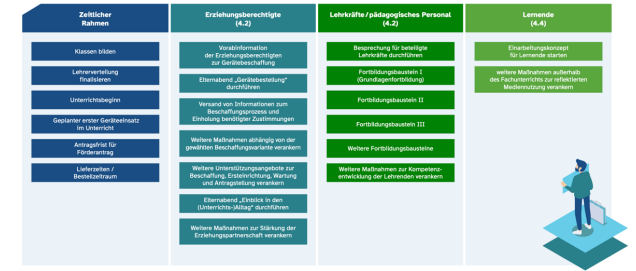 Zeitlicher
Rahmen
Klassen bilden
Lehrerverteilung
finalisieren
Unterrichtsbeginn
Geplanter erster Geräteeinsatz
im Unterricht
Antragsfrist für
Förderantrag
Lieferzeiten /
Bestellzeitraum
Erziehungsberechtigte
(4.2)
Vorabinformation
der Erziehungsberechtigten
zur Gerätebeschaffung
Elternabend „Gerätebestellung“
durchführen
Versand von Informationen zum
Beschaffungsprozess und
Einholung benötigter Zustimmungen
Weitere Maßnahmen abhängig von der
gewählten Beschaffungsvariante verankern
Weitere Unterstützungsangebote zur
Beschaffung, Ersteinrichtung, Wartung
und Antragstellung verankern
Elternabend „Einblick in den
(Unterrichts-)Alltag“ durchführen
Weitere Maßnahmen zur Stärkung der
Erziehungspartnerschaft verankern
Lehrkräfte/pädagogisches Personal
(4.2)
Besprechung für beteiligte
Lehrkräfte durchführen
Fortbildungsbaustein I
(Grundlagenfortbildung)
Fortbildungsbaustein II
Fortbildungsbaustein III
Weitere Fortbildungsbausteine
Weitere Maßnahmen zur Kompetenz-
entwicklung der Lehrenden verankern
Lernende
(4.4)
Einarbeitungskonzept
für Lernende starten
weitere Maßnahmen außerhalb
des Fachunterrichts zur reflektierten
Mediennutzung verankern